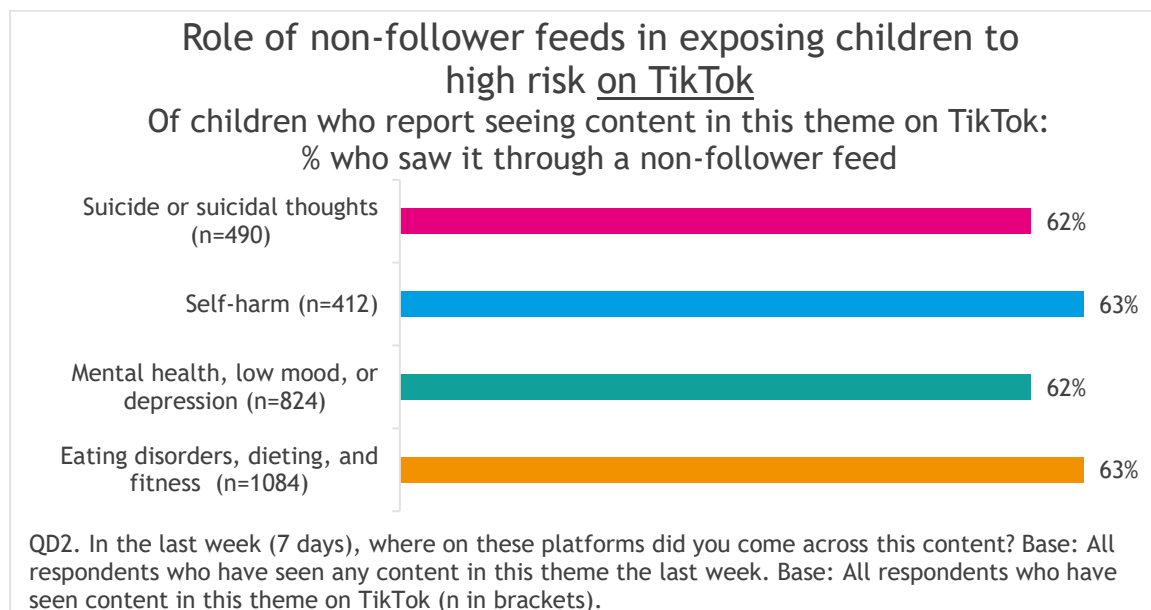 Role of non-follower feeds in exposing children to
high risk on TikTok
Of children who report seeing content in this theme on TikTok:
% who saw it through a non-follower feed
Suicide or suicidal thoughts
(n=490)
62%
Self-harm (n=412)
63%
Mental health, low mood, or
depression (n=824)
62%
Eating disorders, dieting, and
fitness (n=1084)
63%
QD2. In the last week (7 days), where on these platforms did you come across this content? Base: All
respondents who have seen any content in this theme the last week. Base: All respondents who have
seen content in this theme on TikTok (n in brackets).